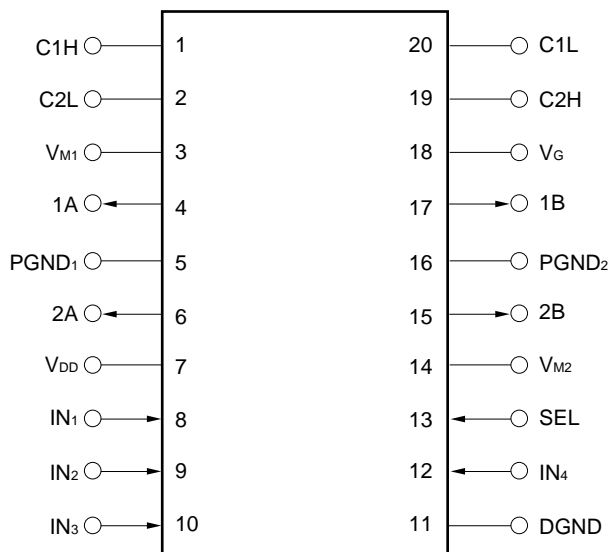 C1H 1 20 C1L
C2L 2 19 C2H
VM1 3 18 VG
1A 4 17 1B
PGND1 5 16 PGND2
2A 6 15 2B
VDD 7 14 VM2
IN1 8 13 SEL
IN2 9 12 IN4
IN3 10 11 DGND